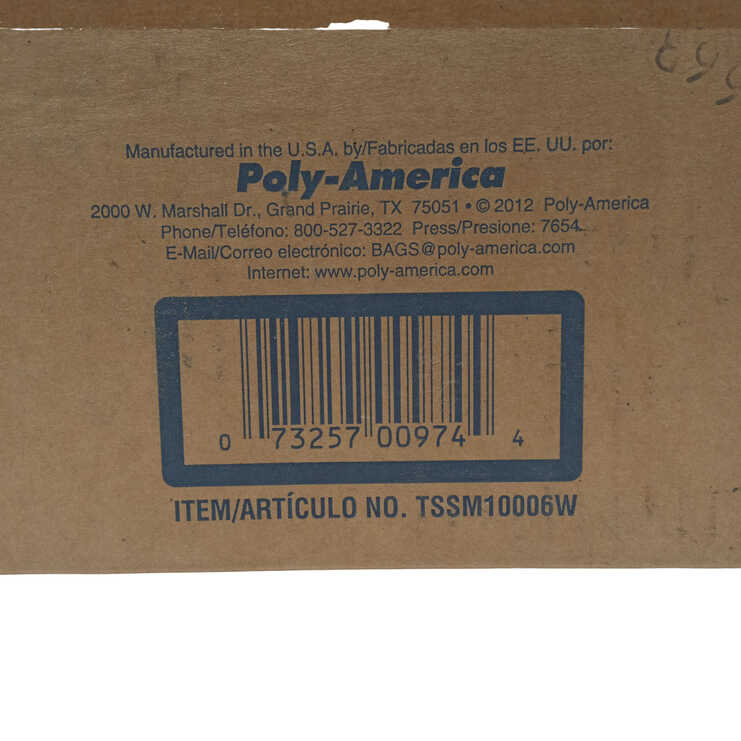 Manufactured in the U.S.A. by/Fabricadas en los EE. UU. por:
Poly-America
2000 W. Marshall Dr., Grand Prairie, TX 75051 • © 2012 Poly-America
Phone/Teléfono: 800-527-3322 Press/Presione: 7654
E-Mail/Correo electrónico: BAGS@poly-america.com
Internet: www.poly-america.com
0 73257 00974 4
ITEM/ARTÍCULO NO. TSSM10006W